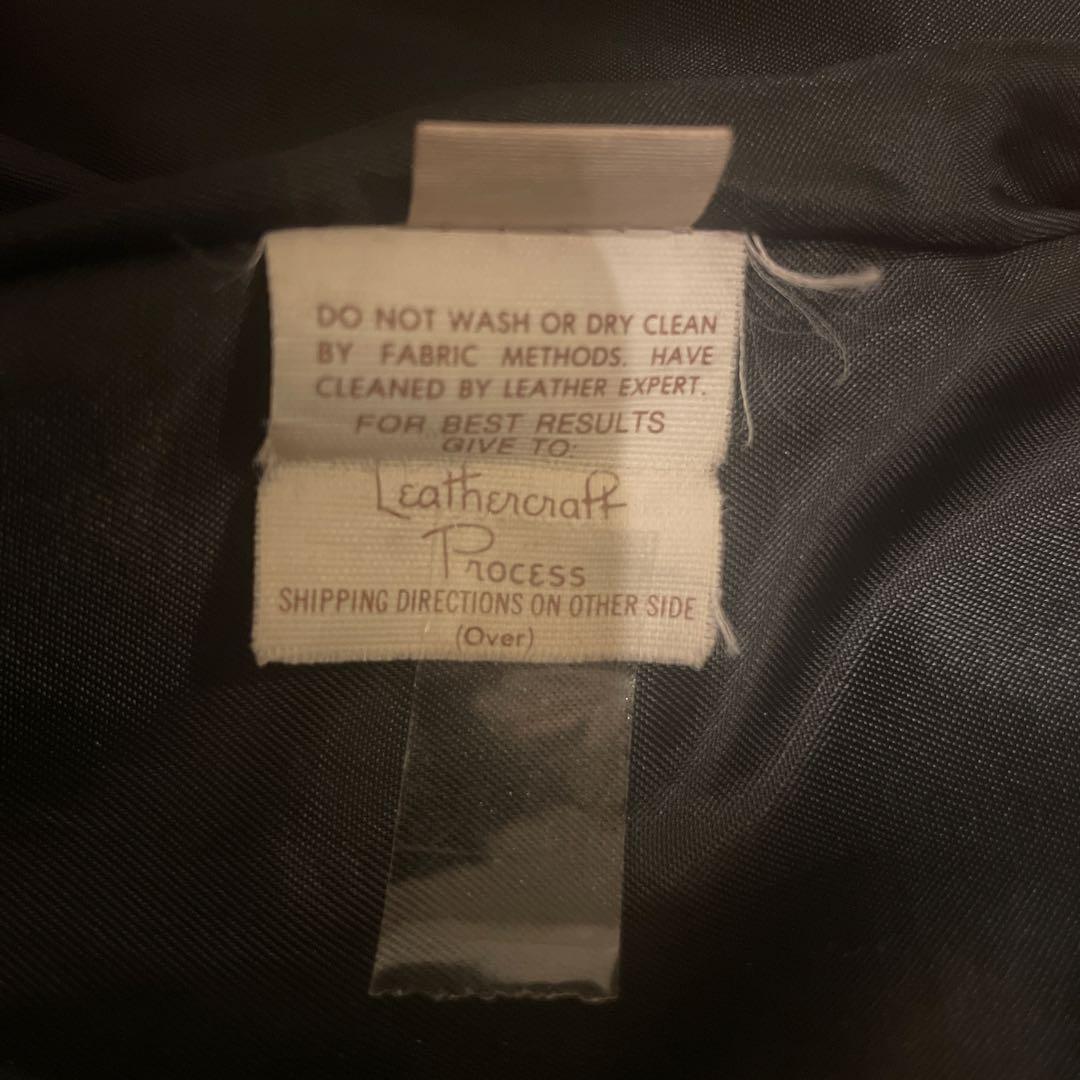 DO NOT WASH OR DRY CLEAN
BY FABRIC METHODS. HAVE
CLEANED BY LEATHER EXPERT.
FOR BEST RESULTS
GIVE TO:
Leathercraft
Process
SHIPPING DIRECTIONS ON OTHER SIDE
(Over)